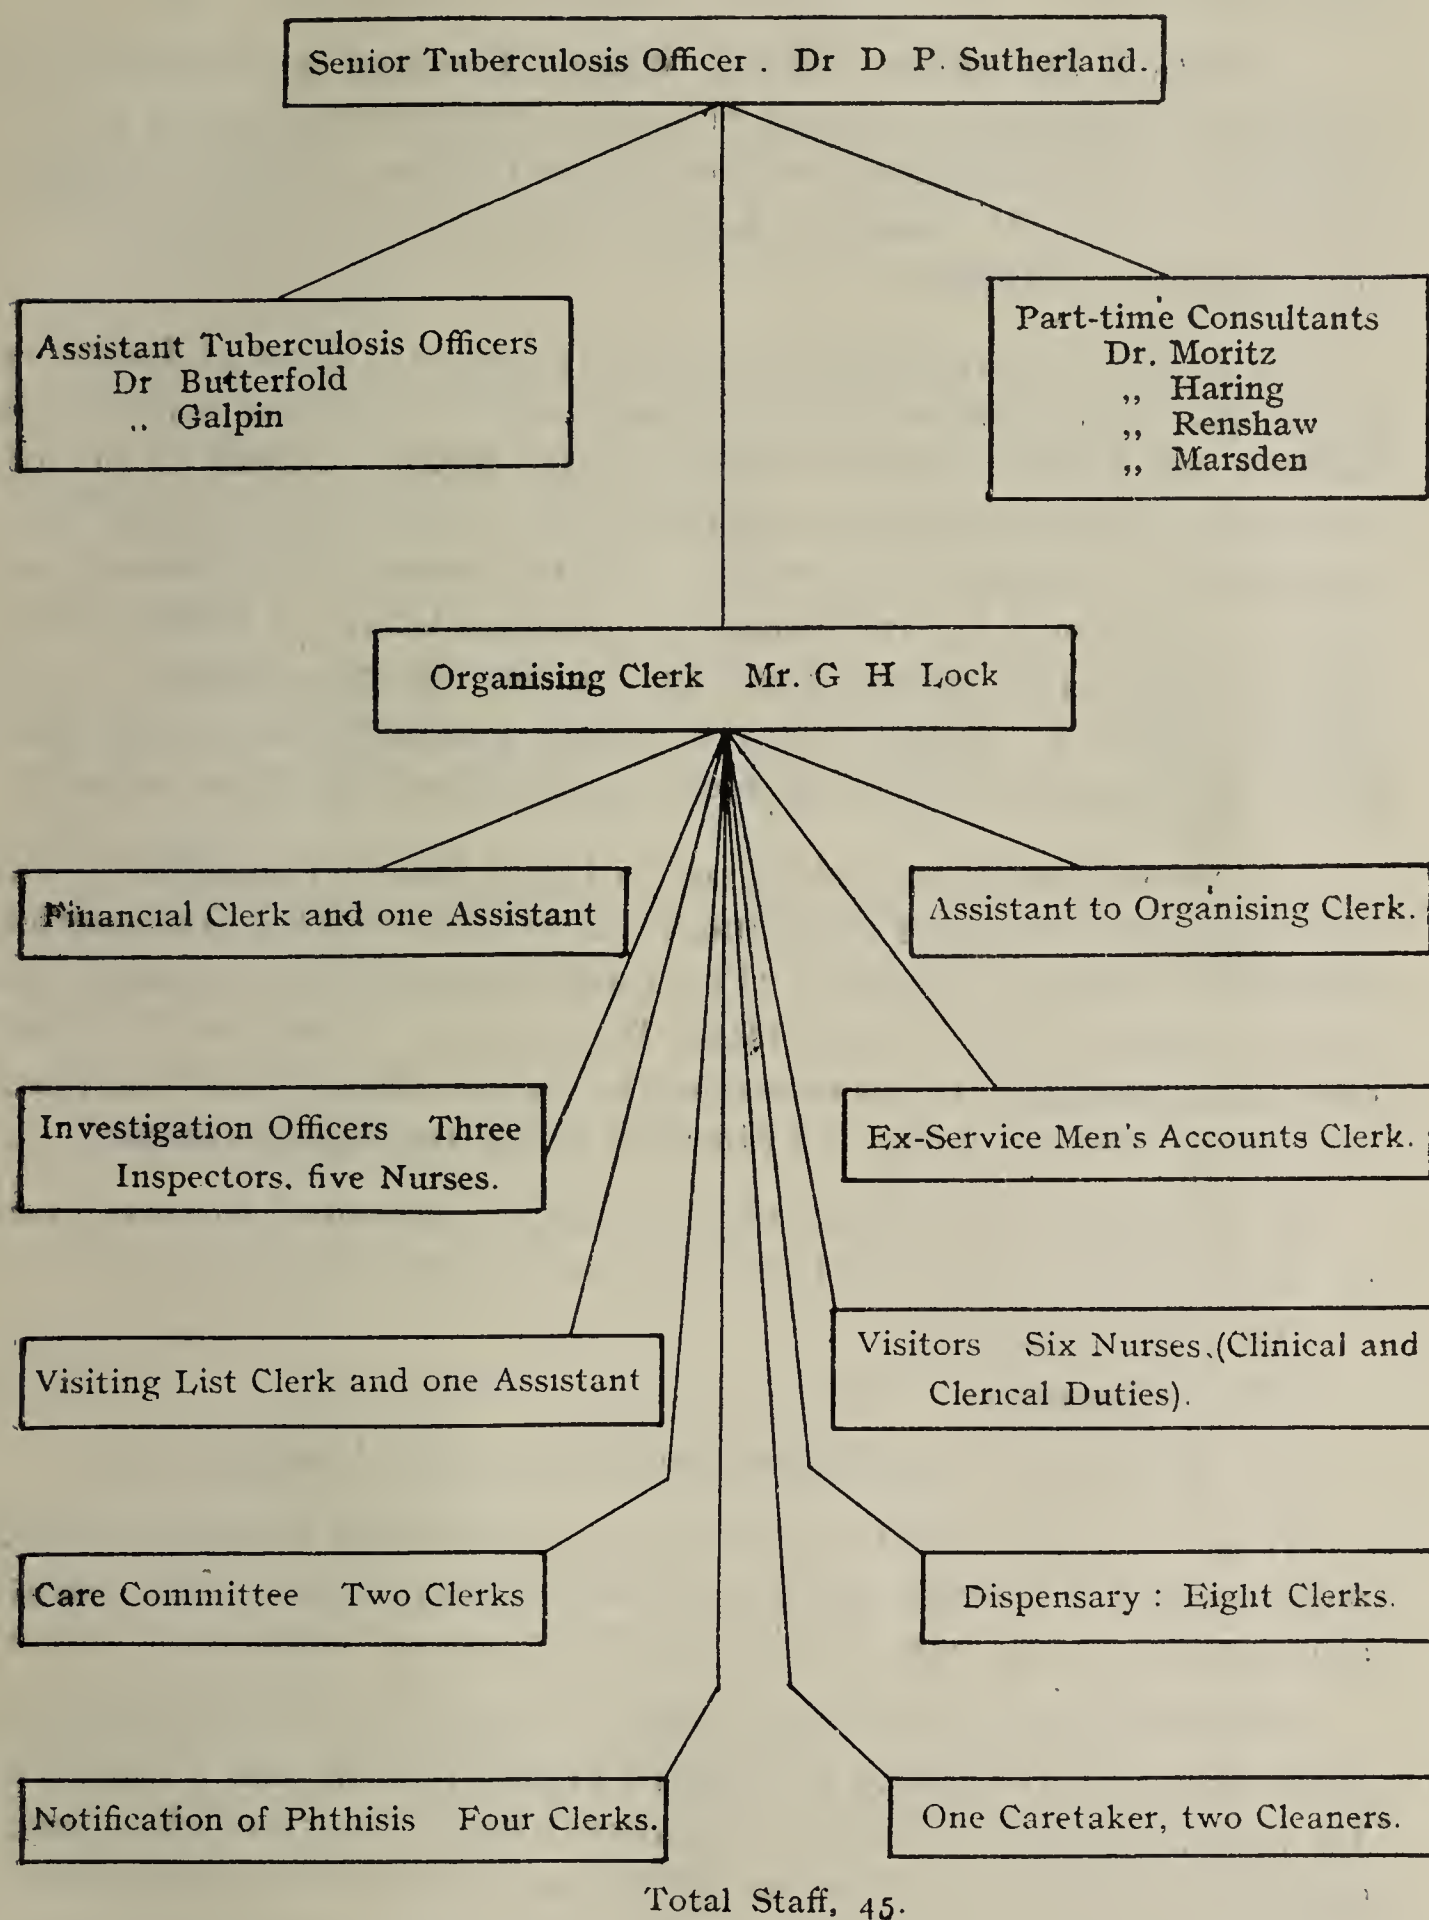 Senior Tuberculosis Officer. Dr D P. Sutherland.
Assistant Tuberculosis Officers
Dr Butterfold
„ Galpin
Part-time Consultants
Dr. Moritz
„ Haring
„ Renshaw
„ Marsden
Organising Clerk Mr. G H Lock
Financial Clerk and one Assistant
Assistant to Organising Clerk.
Investigation Officers Three
Inspectors, five Nurses.
Ex-Service Men's Accounts Clerk.
Visiting List Clerk and one Assistant
Visitors Six Nurses. (Clinical and
Clerical Duties).
Care Committee Two Clerks
Dispensary : Eight Clerks.
Notification of Phthisis Four Clerks.
One Caretaker, two Cleaners.
Total Staff, 45.